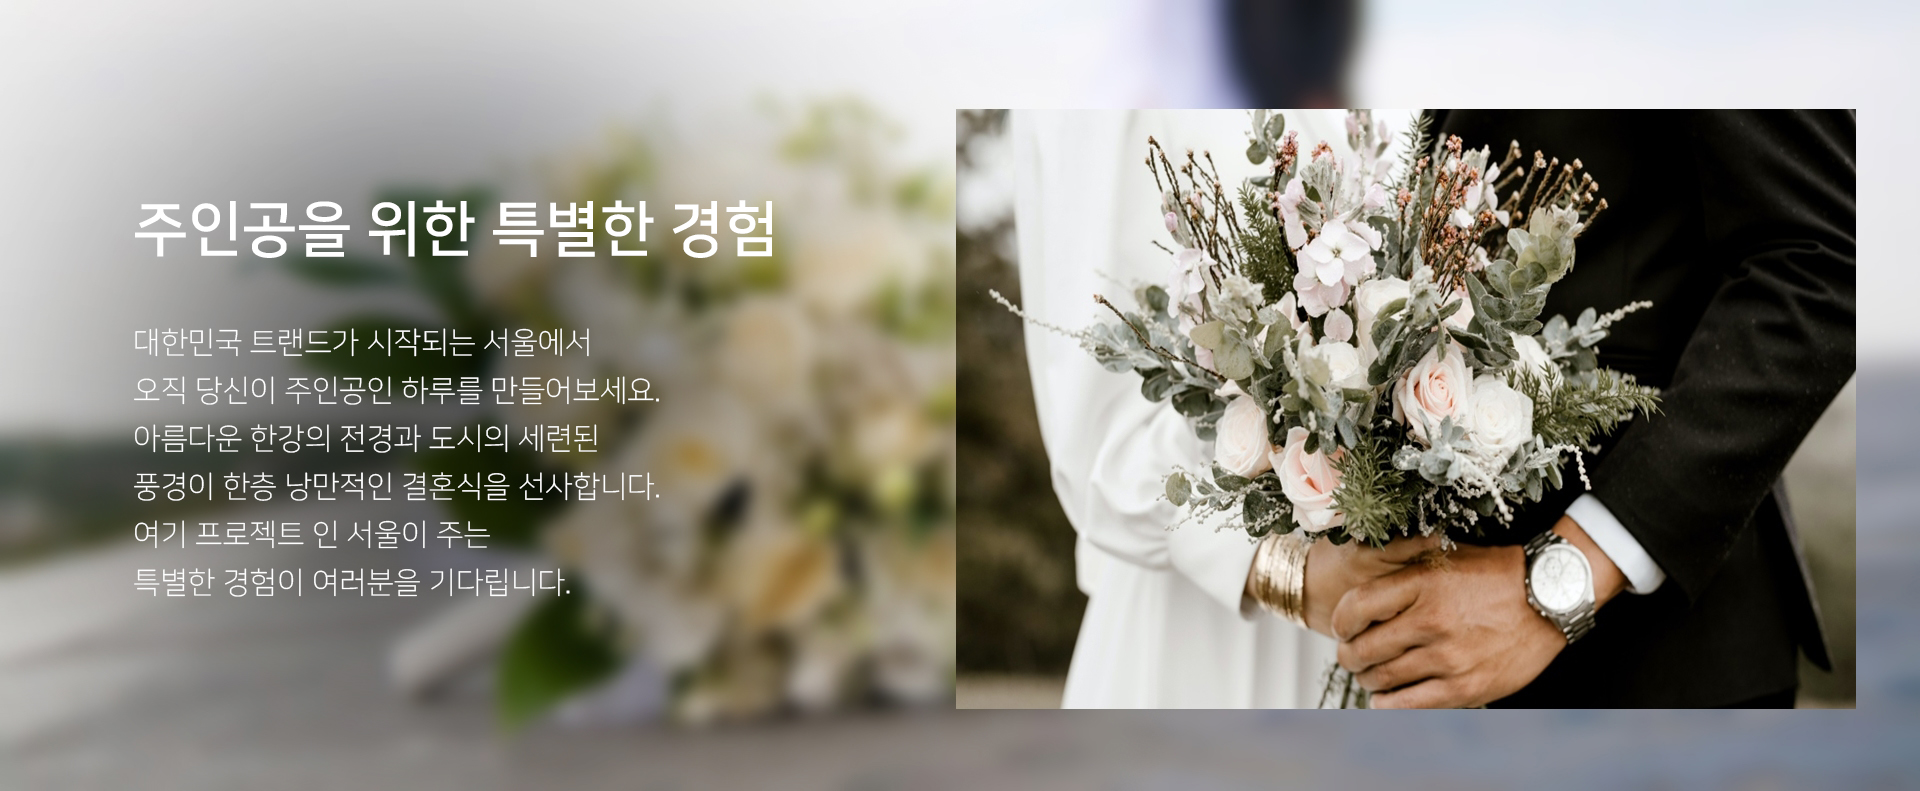 주인공을 위한 특별한 경험
대한민국 트랜드가 시작되는 서울에서
오직 당신이 주인공인 하루를 만들어보세요.
아름다운 한강의 전경과 도시의 세련된
풍경이 한층 낭만적인 결혼식을 선사합니다.
여기 프로젝트 인 서울이 주는
특별한 경험이 여러분을 기다립니다.